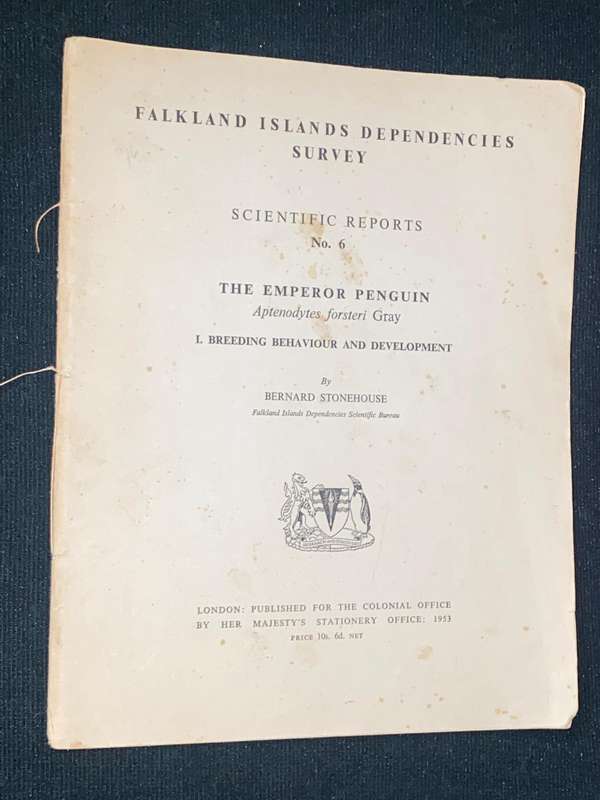 FALKLAND ISLANDS DEPENDENCIES
SURVEY
SCIENTIFIC REPORTS
No. 6
THE EMPEROR PENGUIN
Aptenodytes forsteri Gray
I. BREEDING BEHAVIOUR AND DEVELOPMENT
By
BERNARD STONEHOUSE
Falkland Islands Dependencies Scientific Bureau
LONDON: PUBLISHED FOR THE COLONIAL OFFICE
BY HER MAJESTY'S STATIONERY OFFICE: 1953
PRICE 10s. 6d. NET